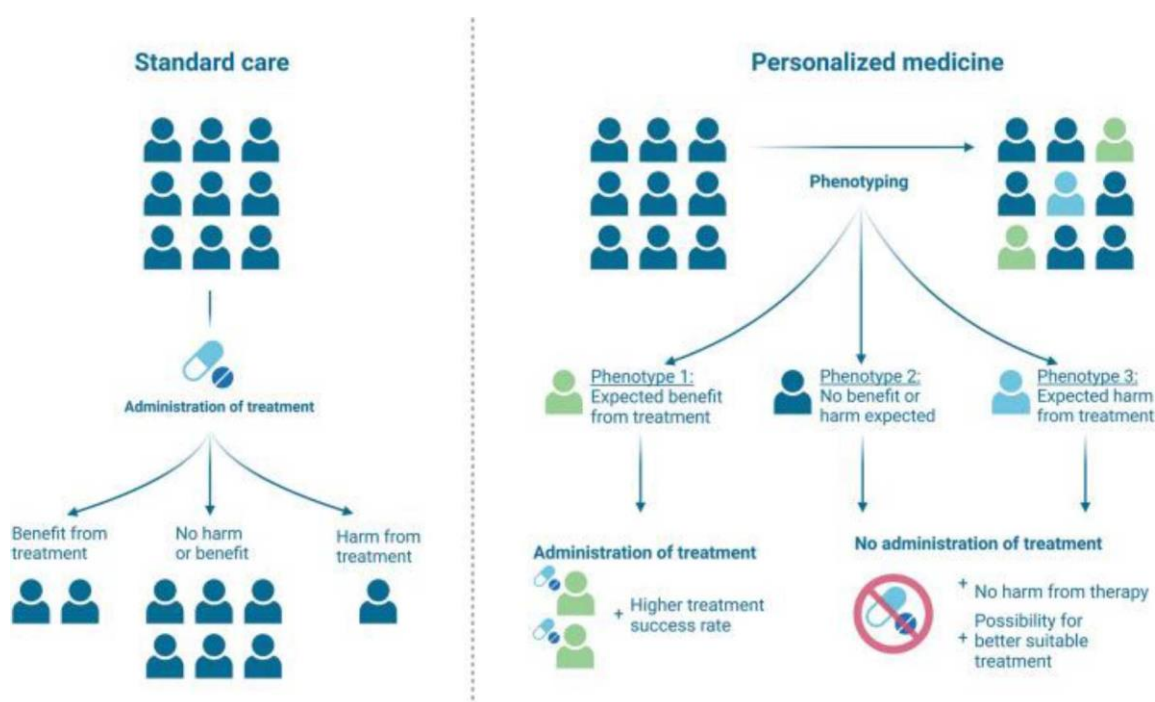 Standard care
Administration of treatment
Benefit from
treatment
No harm
or benefit
Harm from
treatment
Personalized medicine
Phenotyping
Phenotype 1:
Expected benefit
from treatment
Phenotype 2:
No benefit or
harm expected
Phenotype 3:
Expected harm
from treatment
Administration of treatment
+ Higher treatment
success rate
No administration of treatment
+ No harm from therapy
Possibility for
+ better suitable
treatment